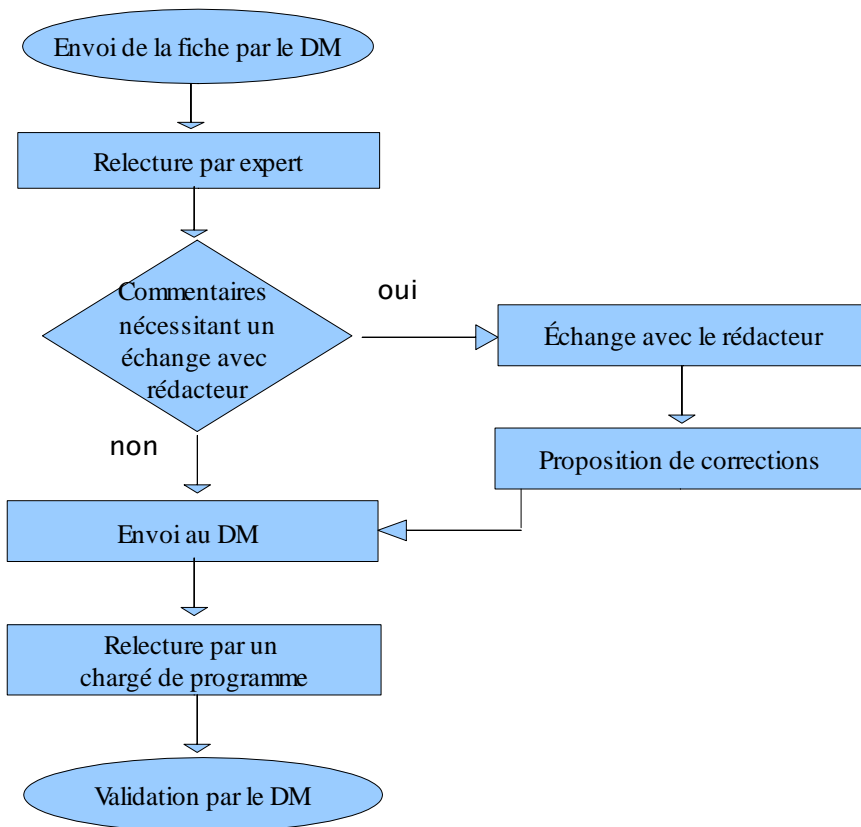 Envoi de la fiche par le DM
Relecture par expert
Commentaires
nécessitant un
échange avec
rédacteur
oui
Échange avec le rédacteur
Proposition de corrections
non
Envoi au DM
Relecture par un
chargé de programme
Validation par le DM